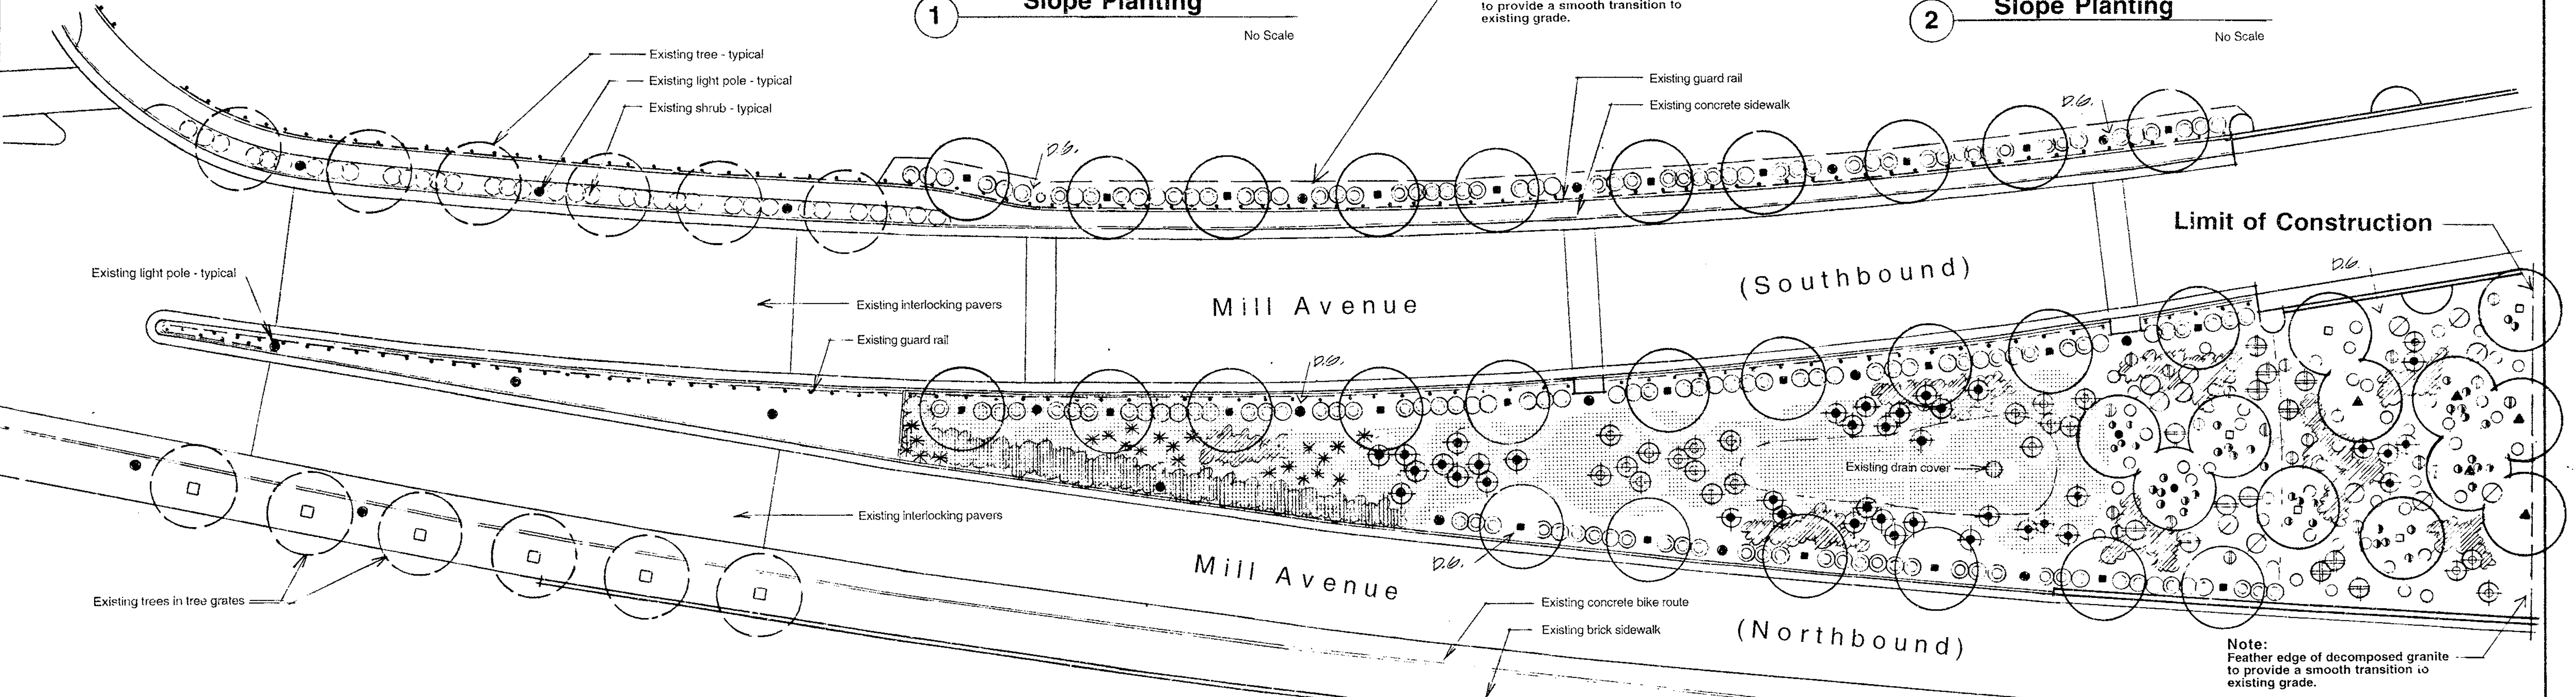 1
Slope Planting
No Scale
to provide a smooth transition to
existing grade.
2
Slope Planting
No Scale
Existing tree - typical
Existing light pole - typical
Existing shrub - typical
Existing guard rail
Existing concrete sidewalk
D.G.
D.G.
Limit of Construction
Existing light pole - typical
Existing interlocking pavers
Mill Avenue
(Southbound)
D.G.
Existing guard rail
D.G.
Existing drain cover
Existing interlocking pavers
Mill Avenue
D.G.
Existing trees in tree grates
Existing concrete bike route
Existing brick sidewalk
(Northbound)
Note:
Feather edge of decomposed granite
to provide a smooth transition to
existing grade.